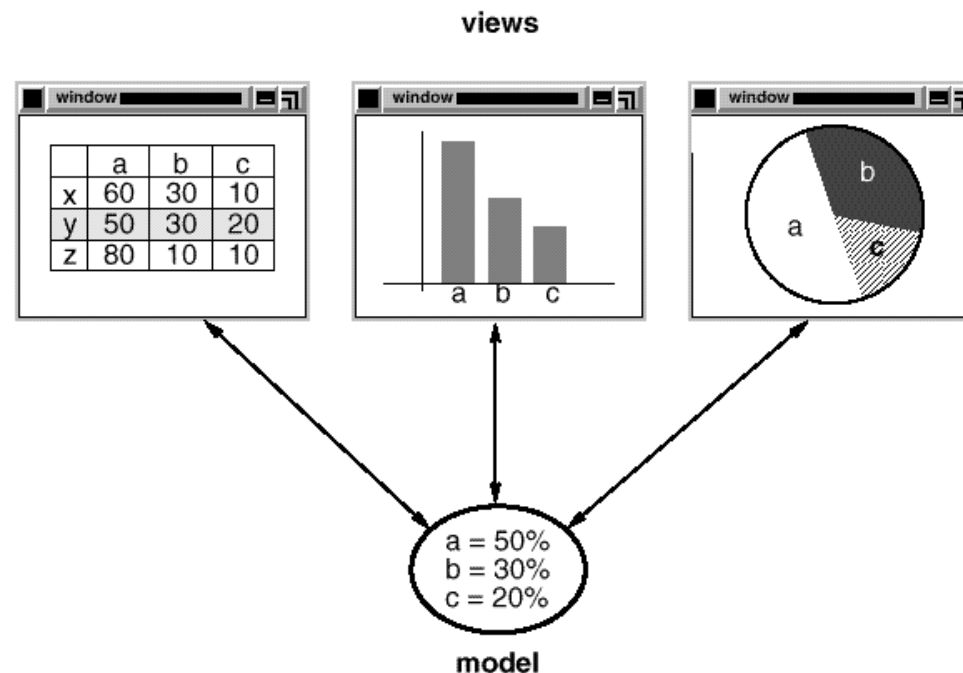 views
window
a b c
x 60 30 10
y 50 30 20
z 80 10 10
window
a b c
window
b
a
c
a = 50%
b = 30%
c = 20%
model